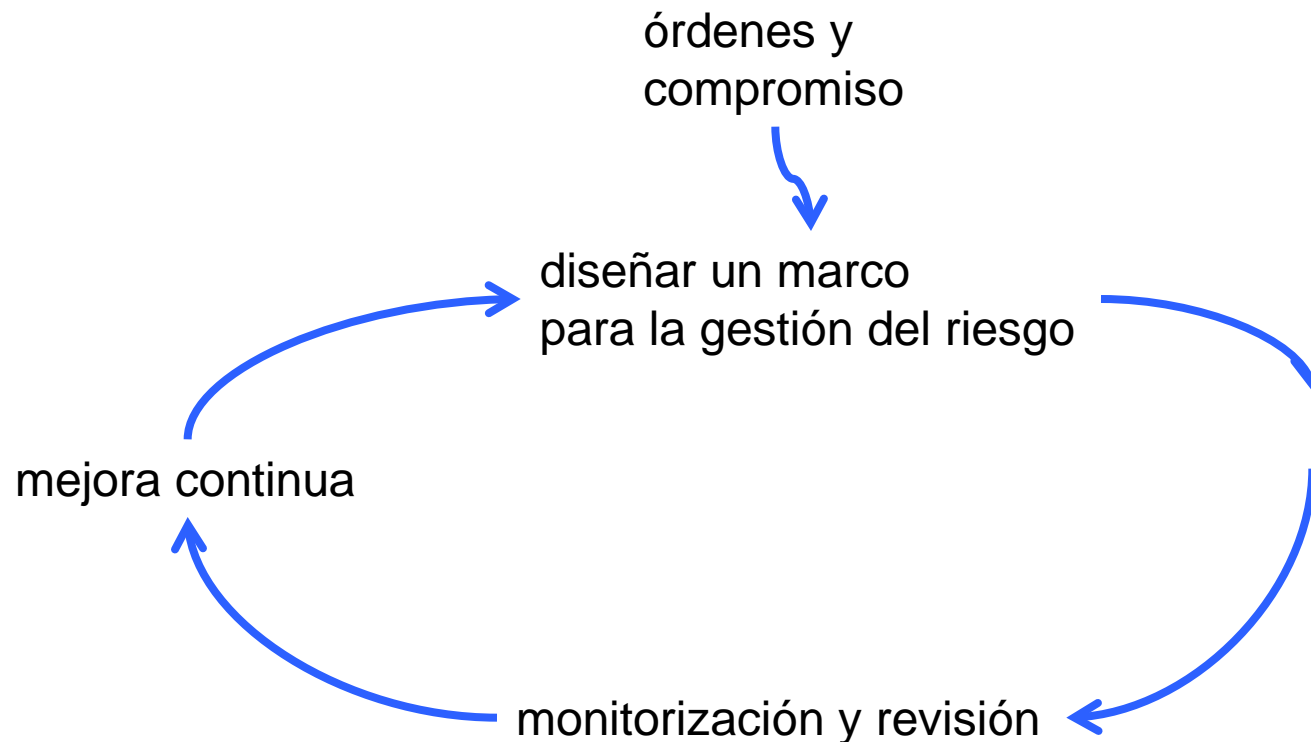 órdenes y
compromiso
diseñar un marco
para la gestión del riesgo
mejora continua
monitorización y revisión